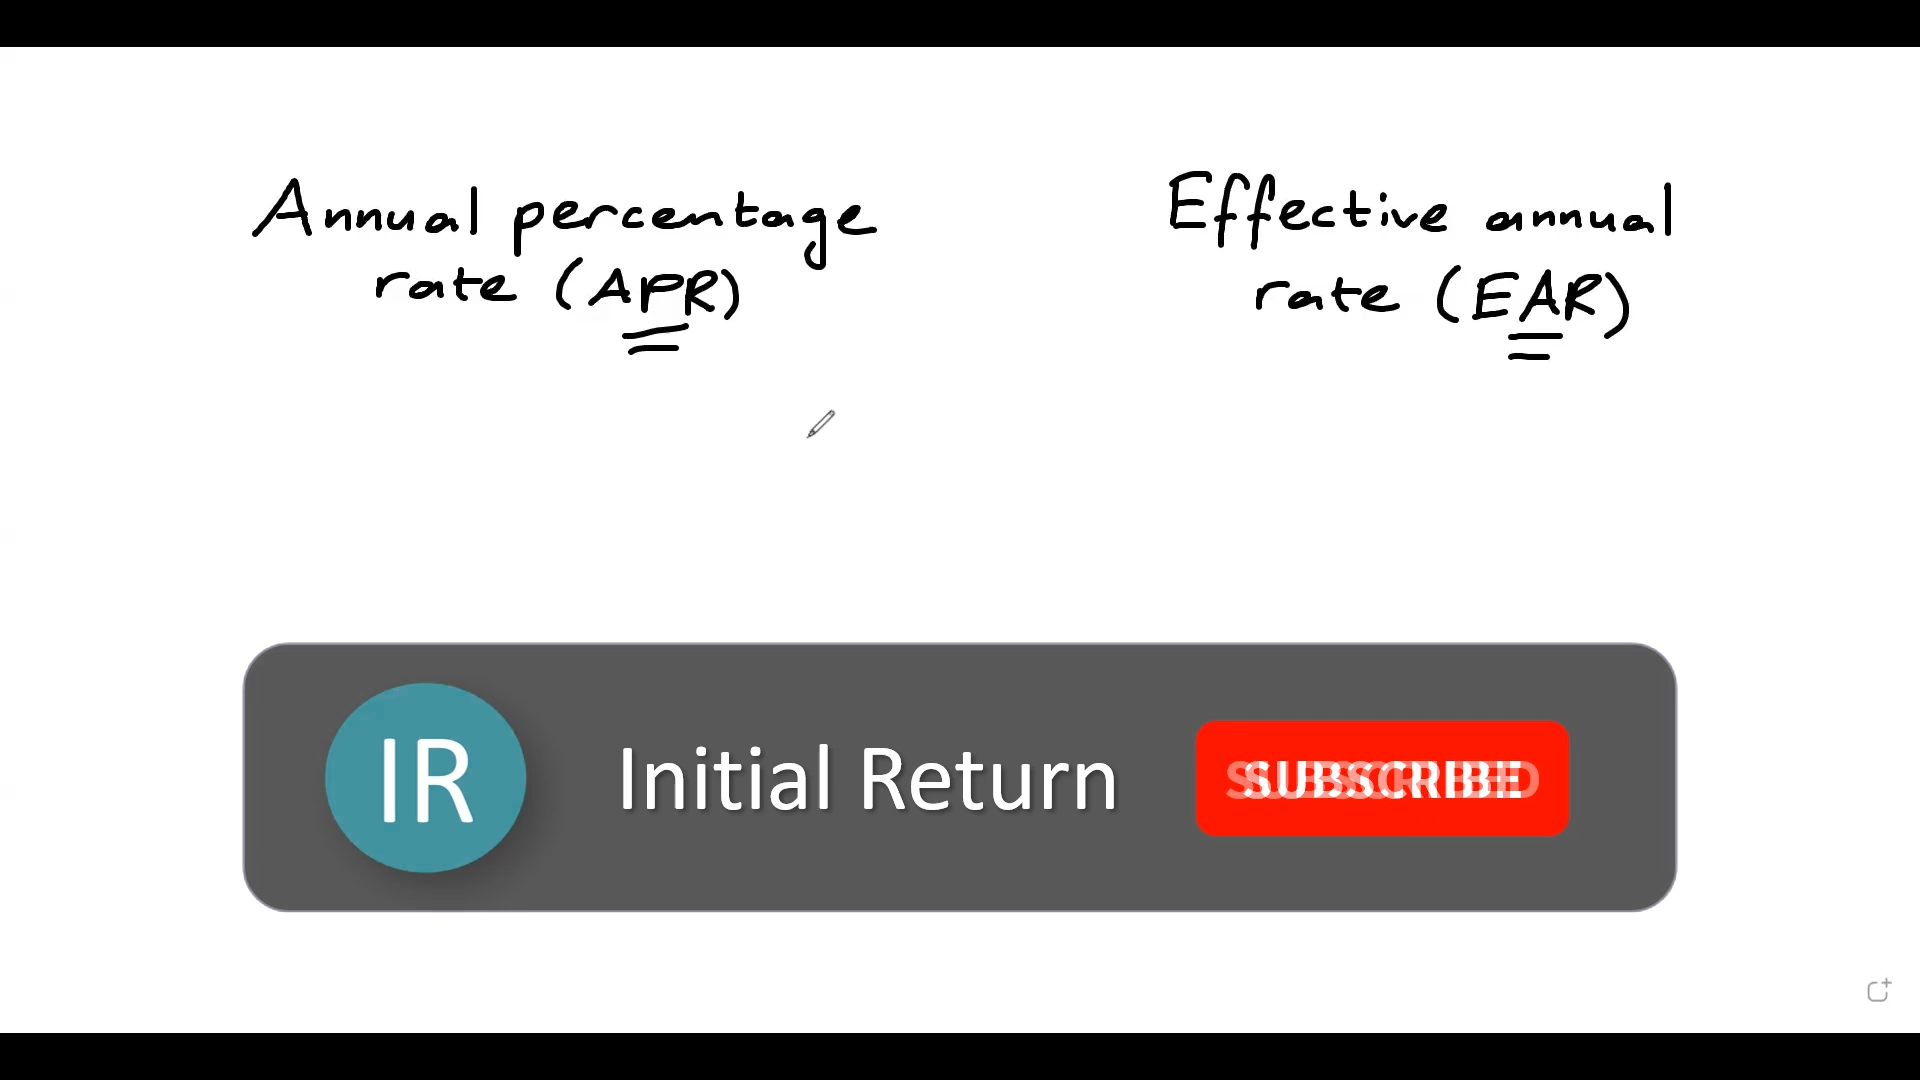 Annual percentage
rate (APR)
Effective annual
rate (EAR)
IR
Initial Return
SUBSCRIBE